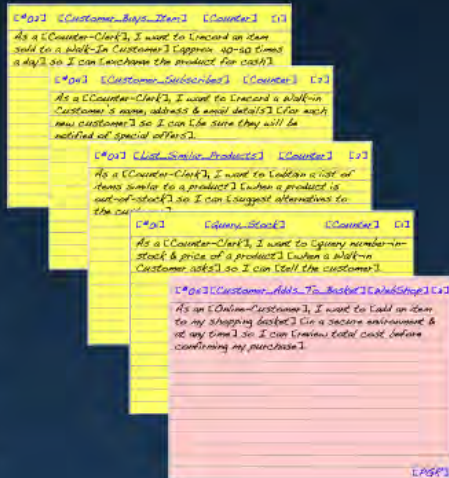 [#02] [Customer_Buys_Item] [Counter] [1]
As a [Counter-Clerk], I want to [record an item
sold to a Walk-In Customer] [approx. 40-60 times
a day] so I can [exchange the product for cash].
[#04] [Customer_Subscribes] [Counter] [2]
As a [Counter-Clerk], I want to [record a Walk-in
Customer's name, address & email details] [for each
new customer] so I can [be sure they will be
notified of special offers].
[#03] [List_Similar_Products] [Counter] [2]
As a [Counter-Clerk], I want to [obtain a list of
items similar to a product] [when a product is
out-of-stock] so I can [suggest alternatives to
the
[#01] [Query_Stock] [Counter] [1]
As a [Counter-Clerk], I want to [query number-in-
stock & price of a product] [when a Walk-in
Customer asks] so I can [tell the customer].
[Customer_Adds_To_Basket] [WebShop]
As an [Online-Customer], I want to [add an item
to my shopping basket] [in a secure environment &
at any time] so I can [review total cost before
confirming my purchase].
[PGR]